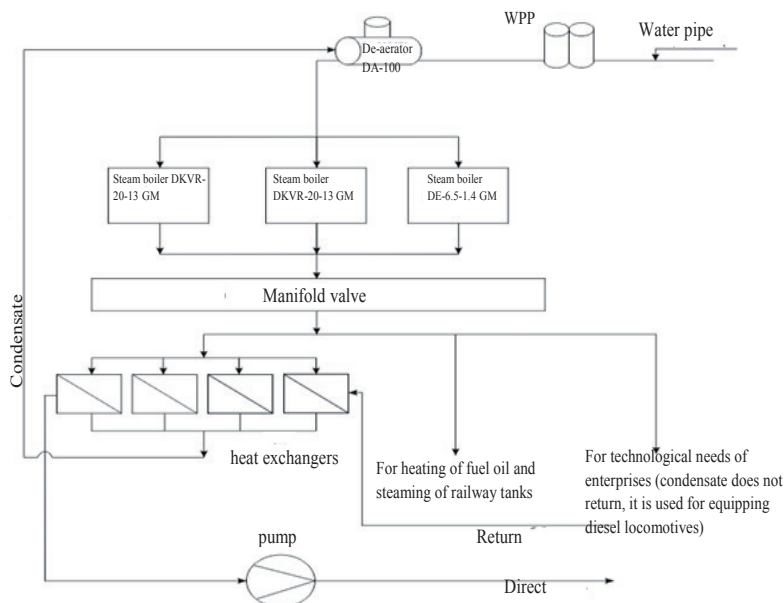 WPP
Water pipe
De-aerator
DA-100
Steam boiler DKVR-
20-13 GM
Steam boiler
DKVR-20-13 GM
Steam boiler
DE-6.5-1.4 GM
Manifold valve
Condensate
heat exchangers
For heating of fuel oil and
steaming of railway tanks
For technological needs of
enterprises (condensate does not
return, it is used for equipping
diesel locomotives)
Return
pump
Direct